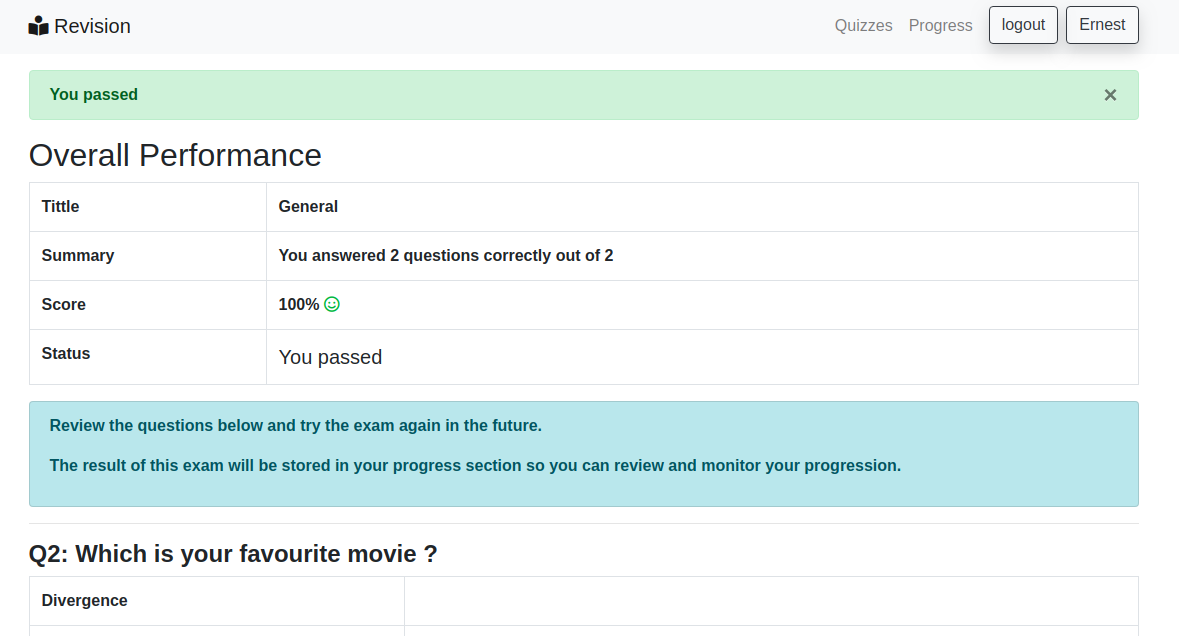 Revision
Quizzes Progress logout Ernest
You passed ×
Overall Performance
Tittle General
Summary You answered 2 questions correctly out of 2
Score 100%
Status You passed
Review the questions below and try the exam again in the future.
The result of this exam will be stored in your progress section so you can review and monitor your progression.
Q2: Which is your favourite movie ?
Divergence